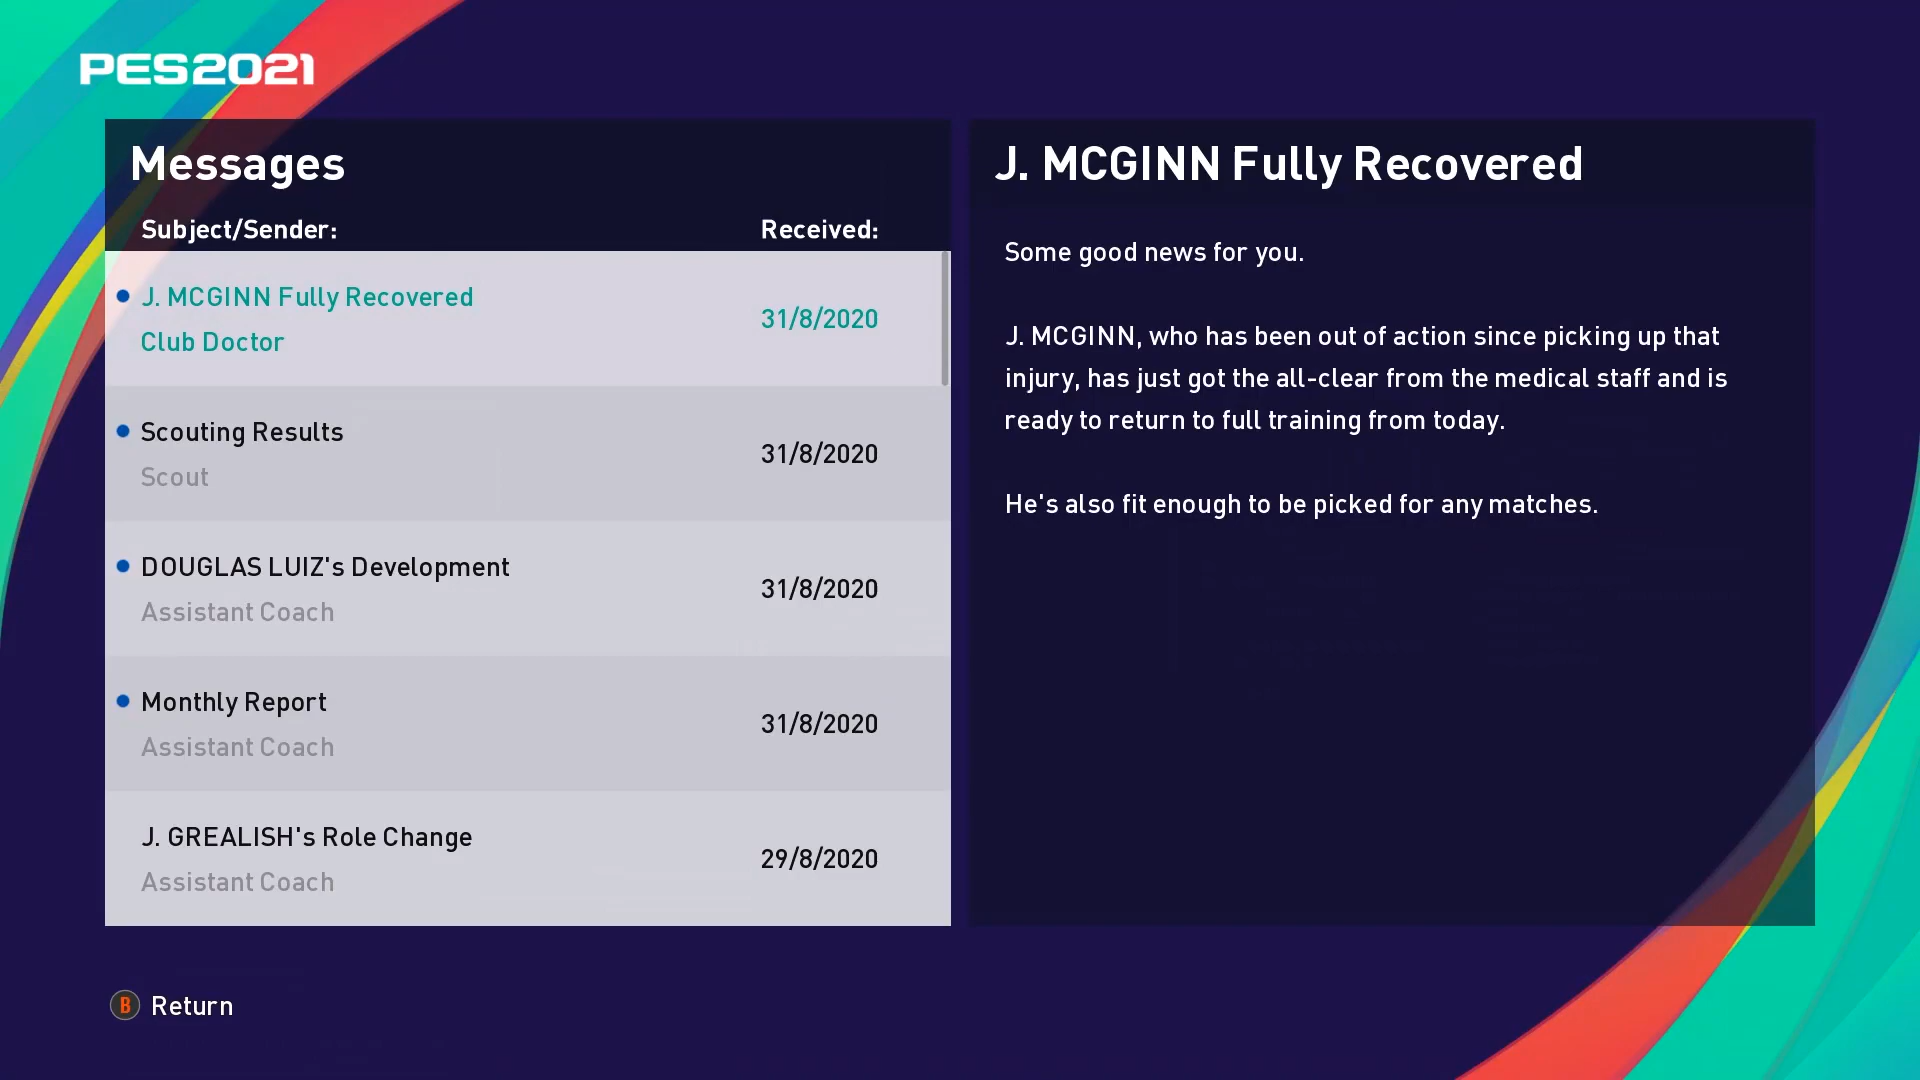 PES2021
Messages
Subject/Sender: Received:
J. MCGINN Fully Recovered
Club Doctor
31/8/2020
Scouting Results
Scout
31/8/2020
DOUGLAS LUIZ's Development
Assistant Coach
31/8/2020
Monthly Report
Assistant Coach
31/8/2020
J. GREALISH's Role Change
Assistant Coach
29/8/2020
J. MCGINN Fully Recovered
Some good news for you.
J. MCGINN, who has been out of action since picking up that
injury, has just got the all-clear from the medical staff and is
ready to return to full training from today.
He's also fit enough to be picked for any matches.
B Return